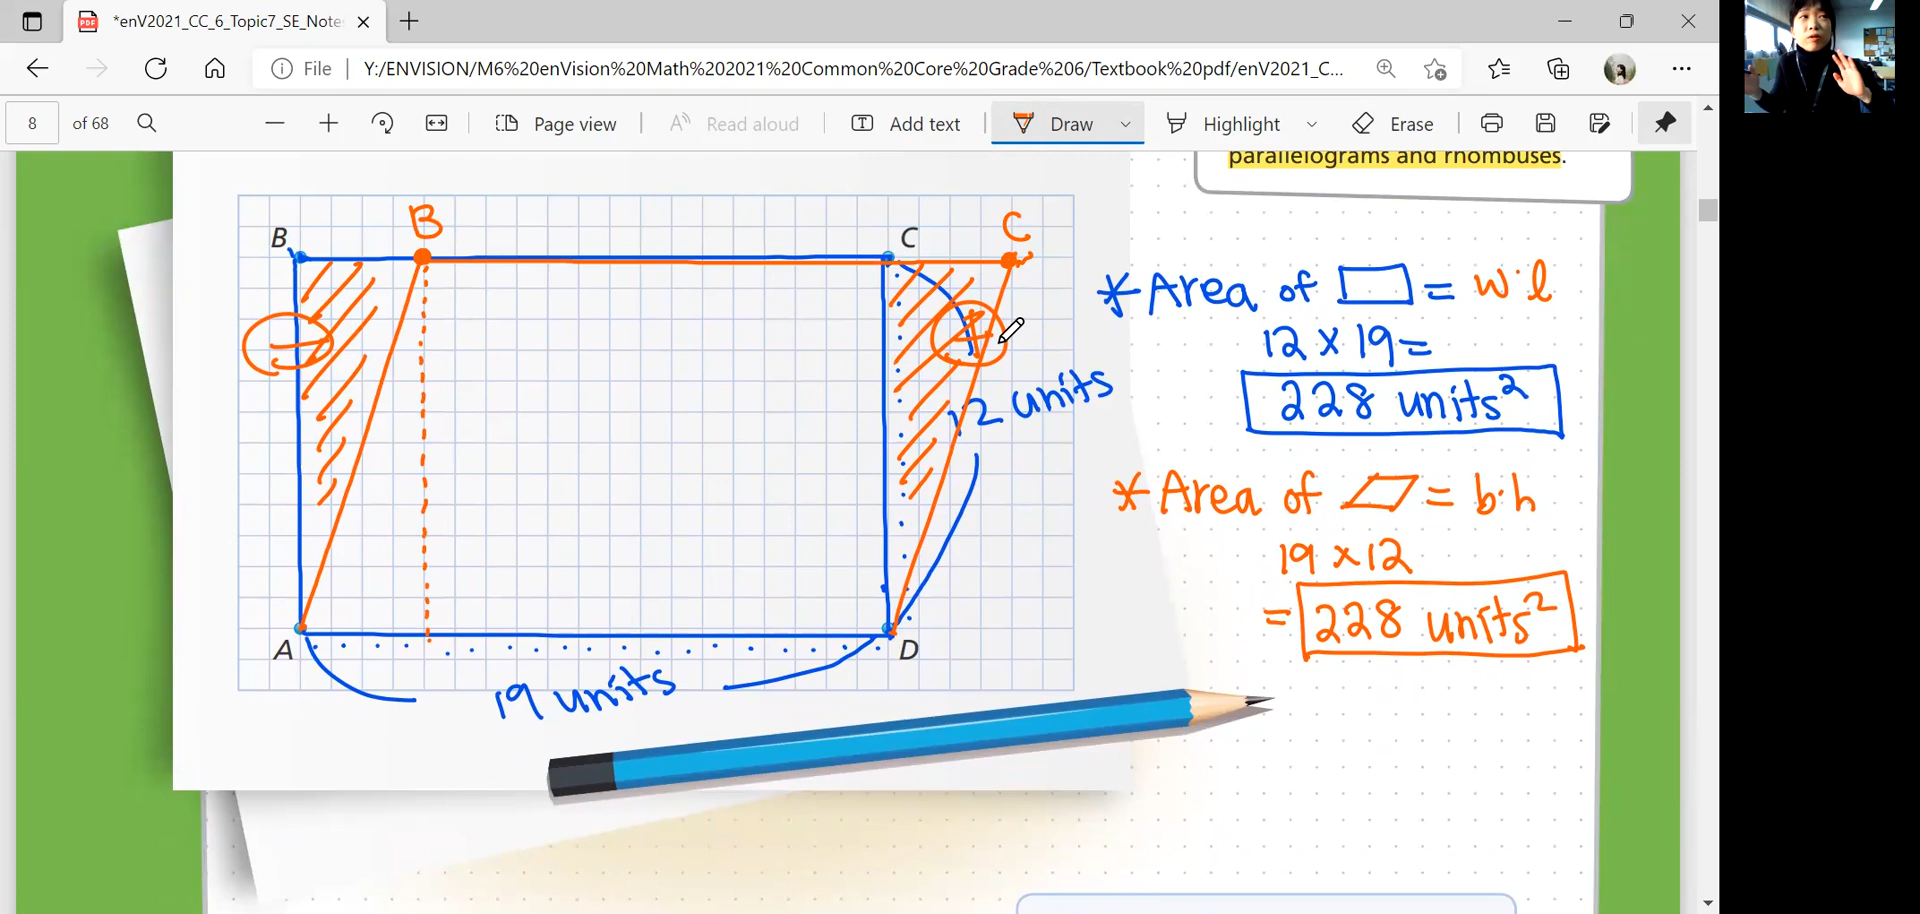 *enV2021_CC_6_Topic7_SE_Note
File Y:/ENVISION/M6%20enVision%20Math%202021%20Common%20Core%20Grade%206/Textbook%20pdf/enV2021_C...
8 of 68 Page view Read aloud Add text Draw Highlight Erase
parallelograms and rhombuses.
B B C C
*Area of ▭ = w·l
12 × 19 =
12 units
228 units²
*Area of ▱ = b·h
19 × 12
= 228 units²
A D
19 units